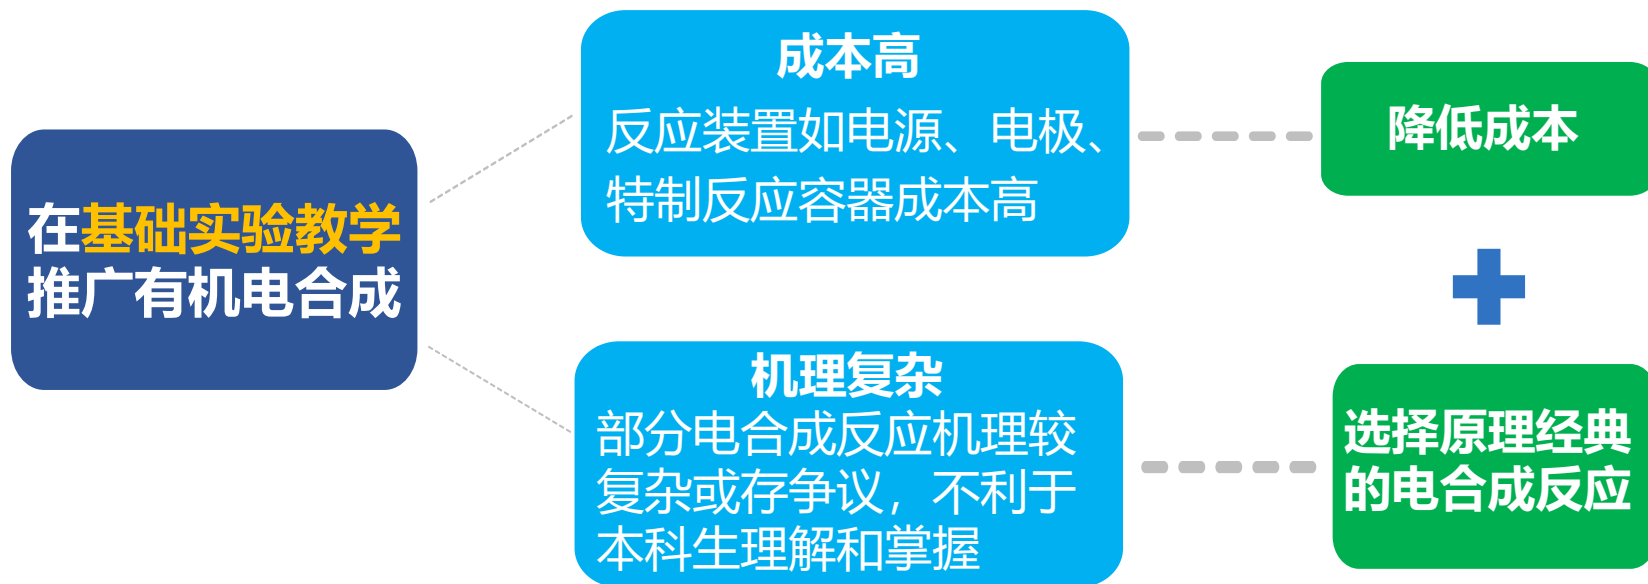 在基础实验教学
推广有机电合成
成本高
反应装置如电源、电极、
特制反应容器成本高
降低成本
机理复杂
部分电合成反应机理较
复杂或存争议，不利于
本科生理解和掌握
选择原理经典
的电合成反应